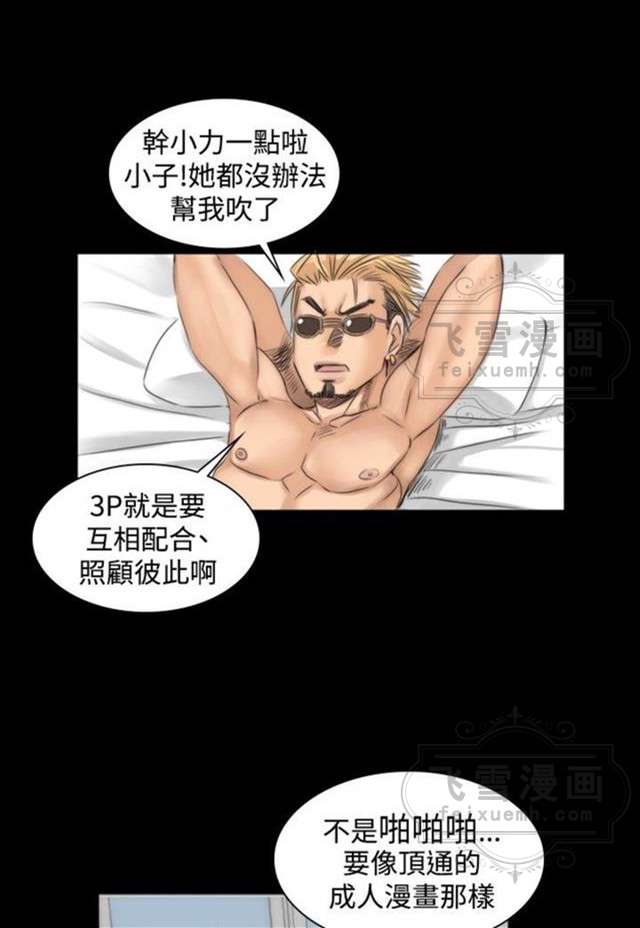 幹小力一點啦
小子!她都沒辦法
幫我吹了
飞雪漫画
feixuemh.com
3P就是要
互相配合、
照顧彼此啊
飞雪漫画
feixuemh.com
不是啪啪啪...
要像頂通的
成人漫畫那樣